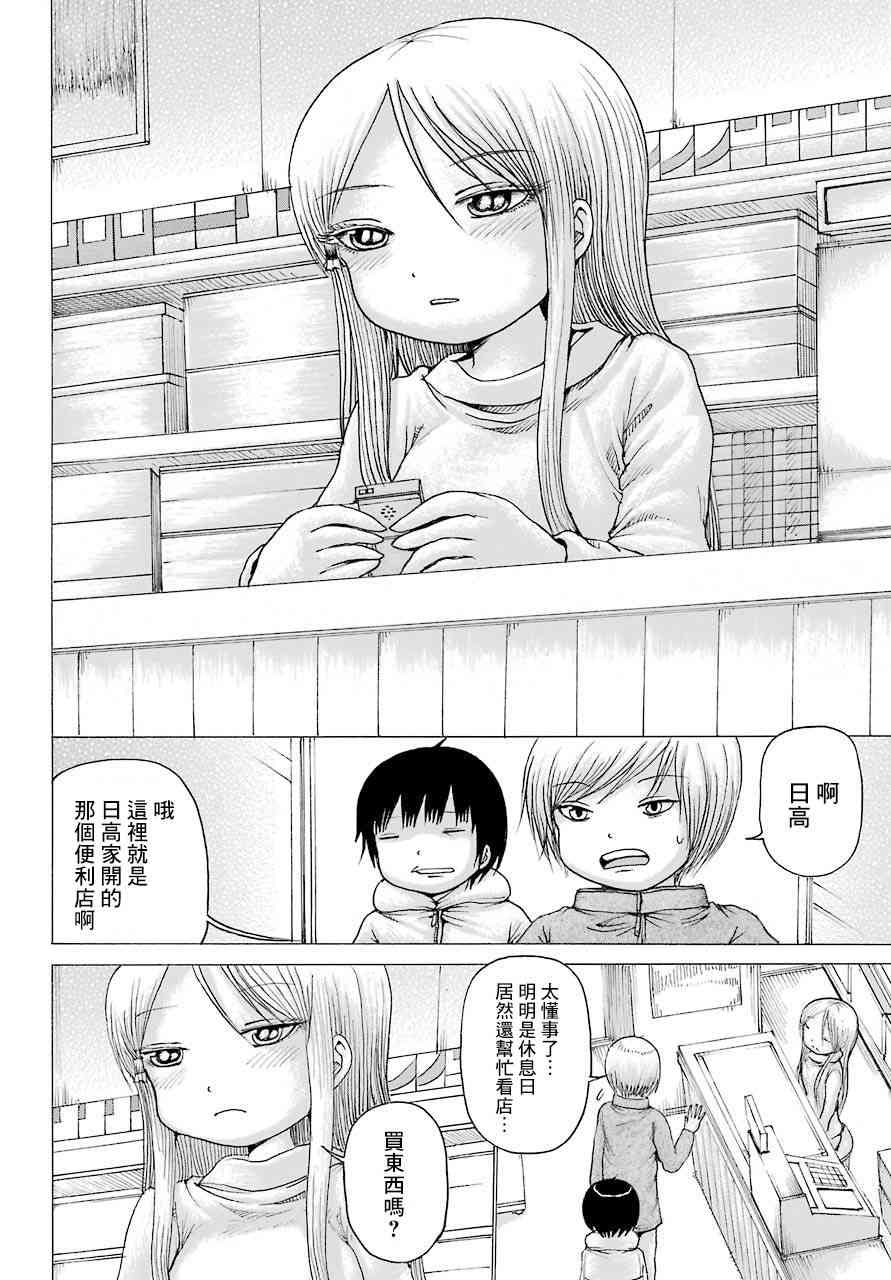 啊
日高
哦
這裡就是
日高家開的
那個便利店啊
太懂事了…
明明是休息日
居然還幫忙看店…
買東西嗎？